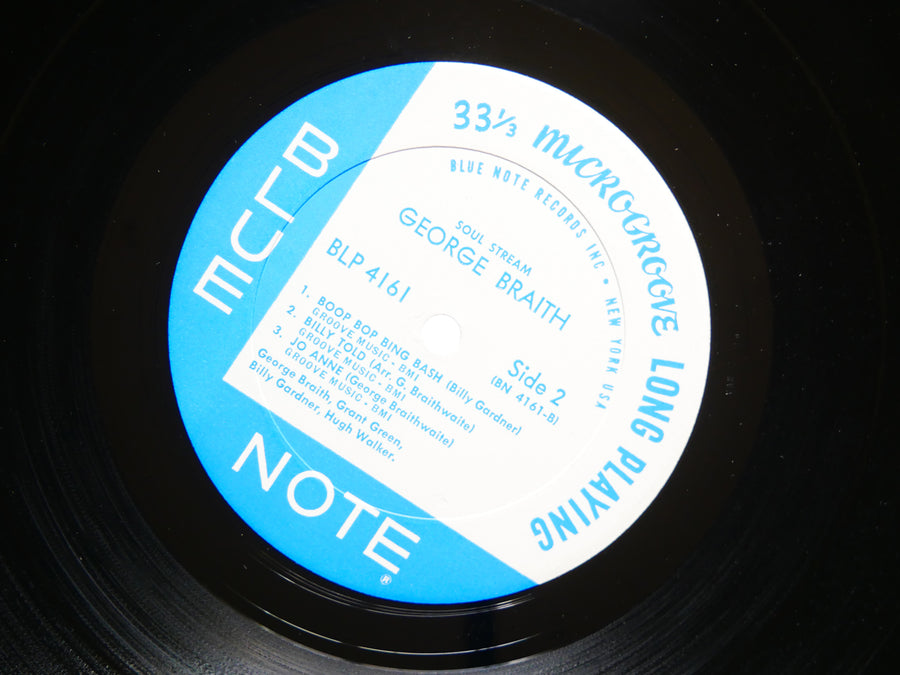 BLUE
NOTE
®
33⅓ MICROGROOVE LONG PLAYING
BLUE NOTE RECORDS INC • NEW YORK USA
SOUL STREAM
GEORGE BRAITH
BLP 4161
Side 2
(BN 4161-B)
1. BOOP BOP BING BASH (Billy Gardner)
GROOVE MUSIC - BMI
2. BILLY TOLD (Arr. G. Braithwaite)
GROOVE MUSIC - BMI
3. JO ANNE (George Braithwaite)
GROOVE MUSIC - BMI
George Braith, Grant Green,
Billy Gardner, Hugh Walker.